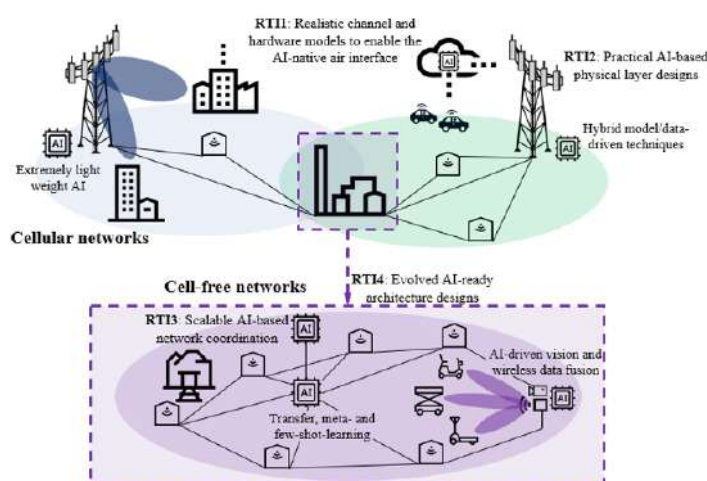 RTI1: Realistic channel and
hardware models to enable the
AI-native air interface
AI
RTI2: Practical AI-based
physical layer designs
AI
Extremely light
weight AI
AI
Hybrid model/data-
driven techniques
Cellular networks
Cell-free networks
RTI4: Evolved AI-ready
architecture designs
RTI3: Scalable AI-based
network coordination
AI
AI-driven vision and
wireless data fusion
AI
AI
Transfer, meta- and
few-shot-learning